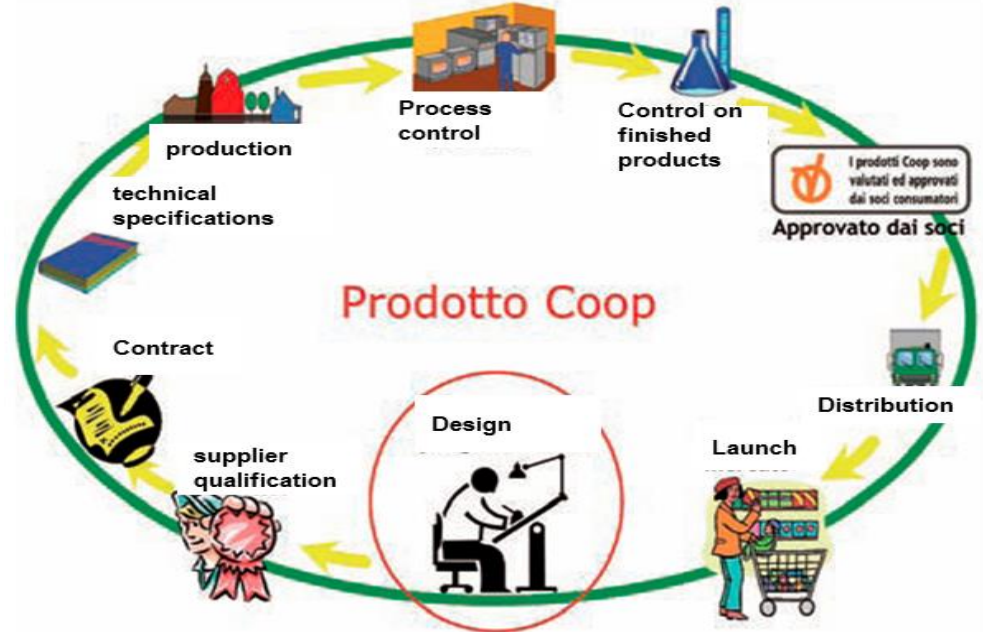 Process
control
Control on
finished
products
production
technical
specifications
I prodotti Coop sono
valutati ed approvati
dai soci consumatori
Approvato dai soci
Prodotto Coop
Contract
Design
Distribution
Launch
supplier
qualification